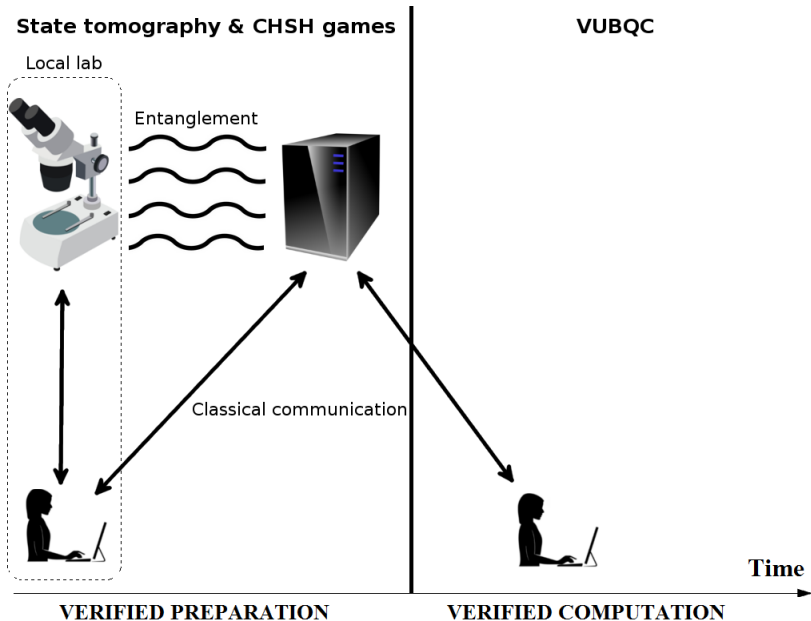 State tomography & CHSH games
VUBQC
Local lab
Entanglement
Classical communication
Time
VERIFIED PREPARATION
VERIFIED COMPUTATION